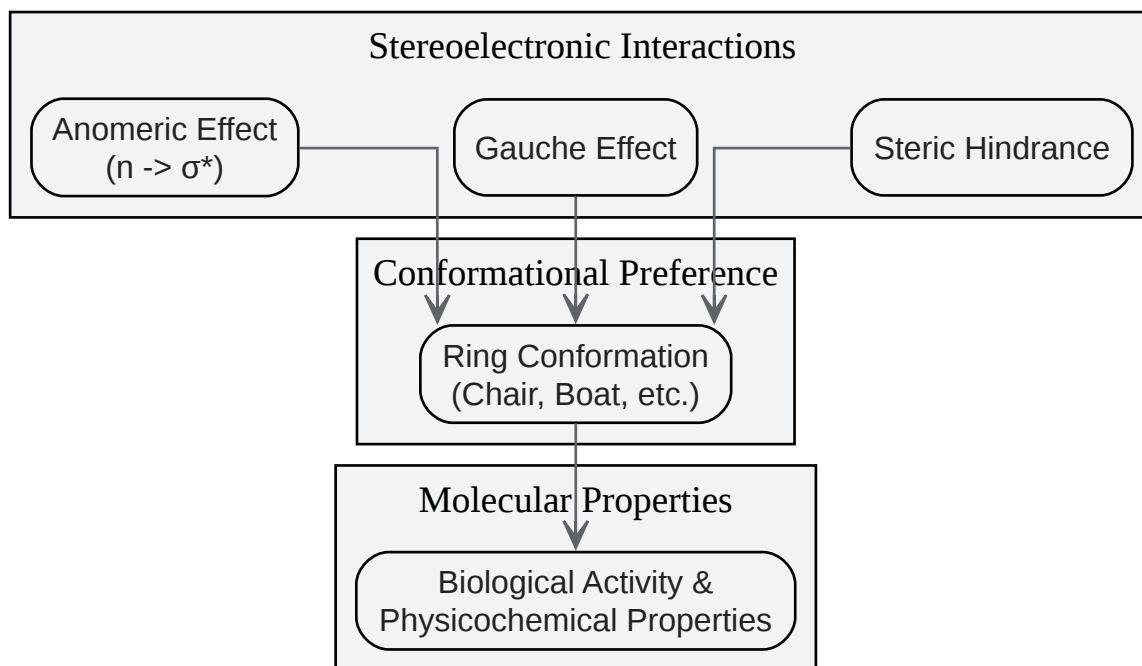 Stereoelectronic Interactions
Anomeric Effect
(n -> σ*)
Gauche Effect
Steric Hindrance
Conformational Preference
Ring Conformation
(Chair, Boat, etc.)
Molecular Properties
Biological Activity &
Physicochemical Properties